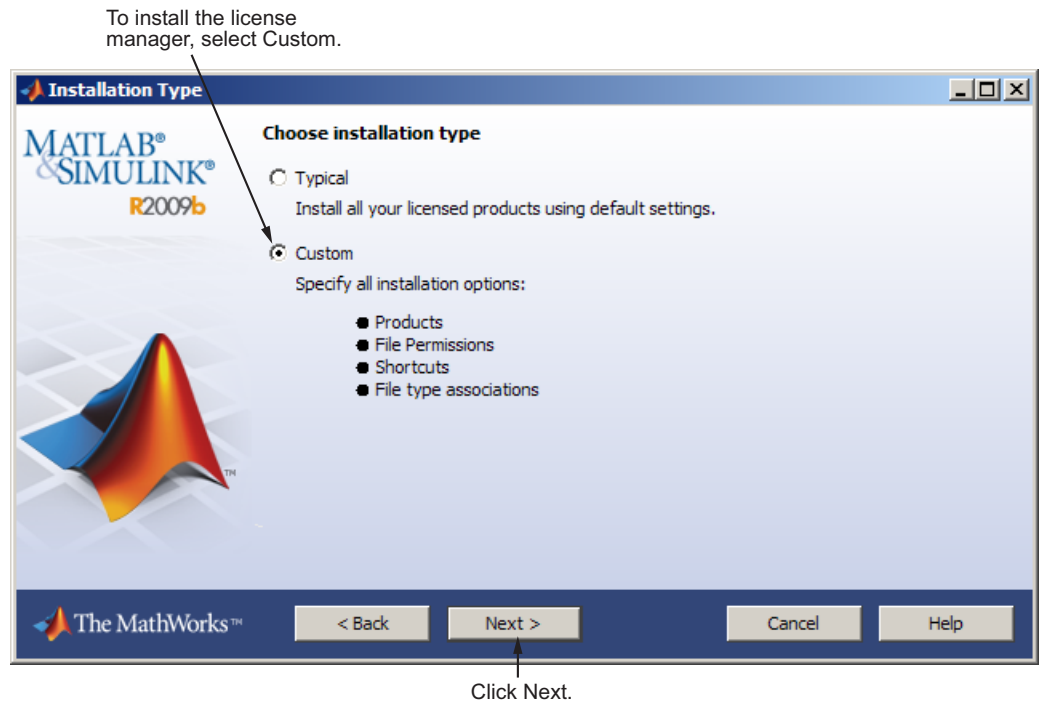 To install the license
manager, select Custom.
Installation Type
MATLAB®
&SIMULINK®
R2009b
Choose installation type
Typical
Install all your licensed products using default settings.
Custom
Specify all installation options:
Products
File Permissions
Shortcuts
File type associations
TM
The MathWorks™
< Back
Next >
Cancel
Help
Click Next.